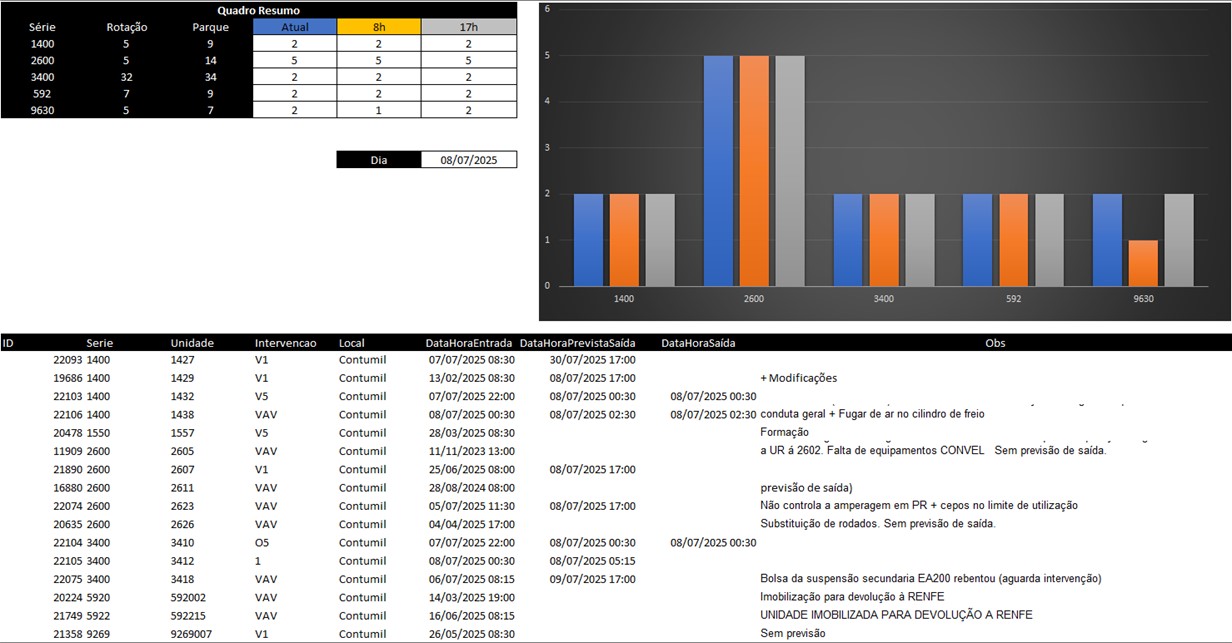 Quadro Resumo
Série Rotação Parque Atual 8h 17h
1400 5 9 2 2 2
2600 5 14 5 5 5
3400 32 34 2 2 2
592 7 9 2 2 2
9630 5 7 2 1 2
Dia 08/07/2025
6
5
4
3
2
1
0
1400 2600 3400 592 9630
ID Serie Unidade Intervencao Local DataHoraEntrada DataHoraPrevistaSaída DataHoraSaída Obs
22093 1400 1427 V1 Contumil 07/07/2025 08:30 30/07/2025 17:00
19686 1400 1429 V1 Contumil 13/02/2025 08:30 08/07/2025 17:00 + Modificações
22103 1400 1432 V5 Contumil 07/07/2025 22:00 08/07/2025 00:30 08/07/2025 00:30
22106 1400 1438 VAV Contumil 08/07/2025 00:30 08/07/2025 02:30 08/07/2025 02:30 conduta geral + Fugar de ar no cilindro de freio
20478 1550 1557 V5 Contumil 28/03/2025 08:30 Formação
11909 2600 2605 VAV Contumil 11/11/2023 13:00 a UR á 2602. Falta de equipamentos CONVEL Sem previsão de saída.
21890 2600 2607 V1 Contumil 25/06/2025 08:00 08/07/2025 17:00
16880 2600 2611 VAV Contumil 28/08/2024 08:00 previsão de saída)
22074 2600 2623 VAV Contumil 05/07/2025 11:30 08/07/2025 17:00 Não controla a amperagem em PR + cepos no limite de utilização
20635 2600 2626 VAV Contumil 04/04/2025 17:00 Substituição de rodados. Sem previsão de saída.
22104 3400 3410 O5 Contumil 07/07/2025 22:00 08/07/2025 00:30 08/07/2025 00:30
22105 3400 3412 1 Contumil 08/07/2025 00:30 08/07/2025 05:15
22075 3400 3418 VAV Contumil 06/07/2025 08:15 09/07/2025 17:00 Bolsa da suspensão secundaria EA200 rebentou (aguarda intervenção)
20224 5920 592002 VAV Contumil 14/03/2025 19:00 Imobilização para devolução à RENFE
21749 5922 592215 VAV Contumil 16/06/2025 08:15 UNIDADE IMOBILIZADA PARA DEVOLUÇÃO A RENFE
21358 9269 9269007 V1 Contumil 26/05/2025 08:30 Sem previsão